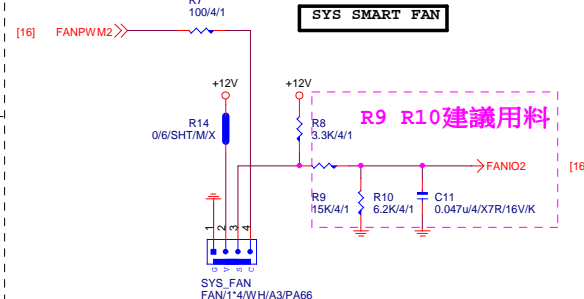 R7
100/4/1
SYS SMART FAN
[16] FANPWM2
+12V
+12V
R9 R10建議用料
R14
0/6/SHT/M/X
R8
3.3K/4/1
FANIO2 [16
R9
15K/4/1
R10
6.2K/4/1
C11
0.047u/4/X7R/16V/K
1 2 3 4
G V S C
SYS_FAN
FAN/1*4/WH/A3/PA66